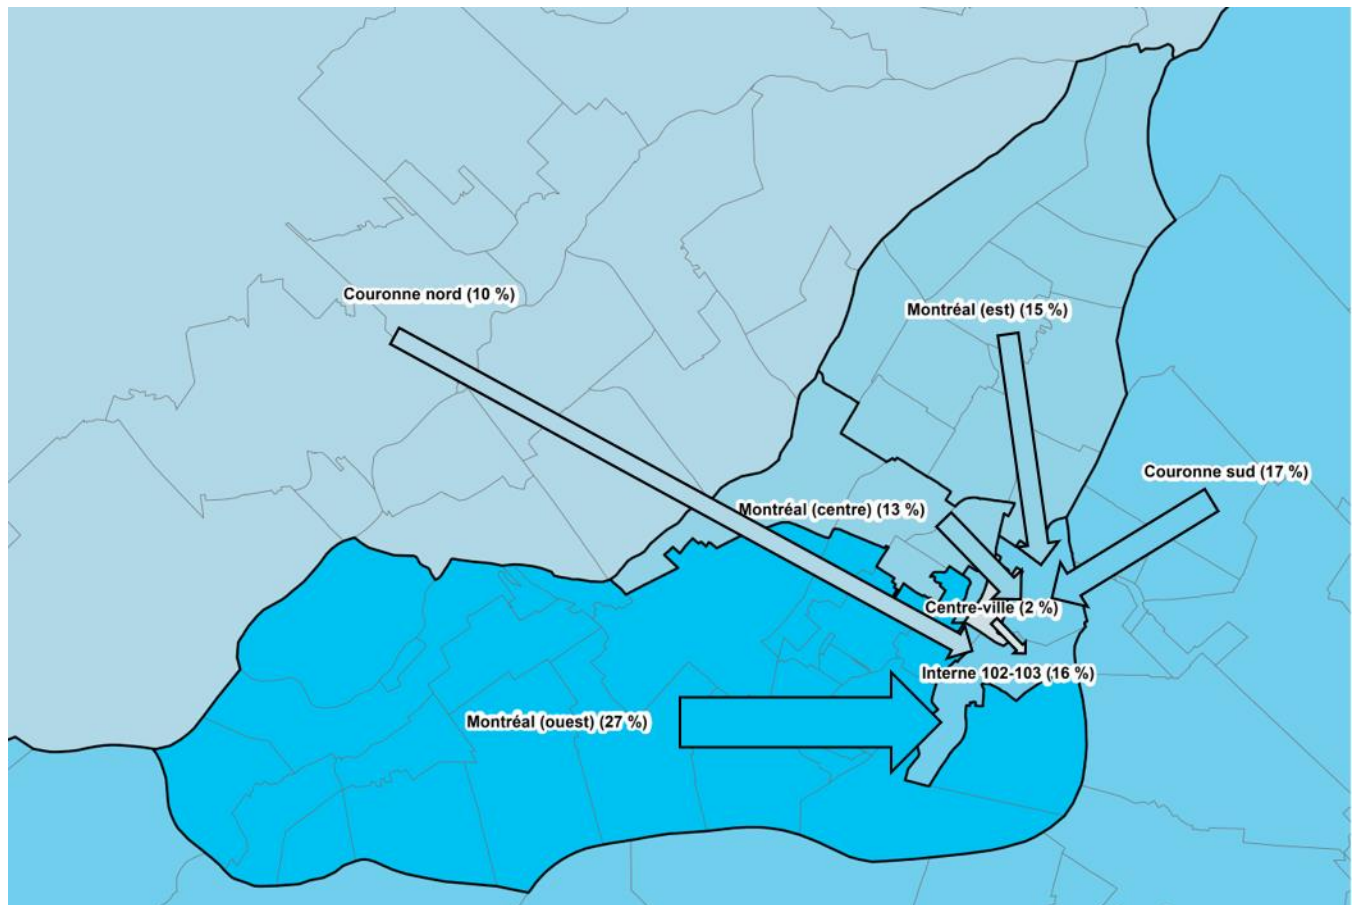 Couronne nord (10 %)
Montréal (est) (15 %)
Couronne sud (17 %)
Montréal (centre) (13 %)
Centre-ville (2 %)
Interne 102-103 (16 %)
Montréal (ouest) (27 %)